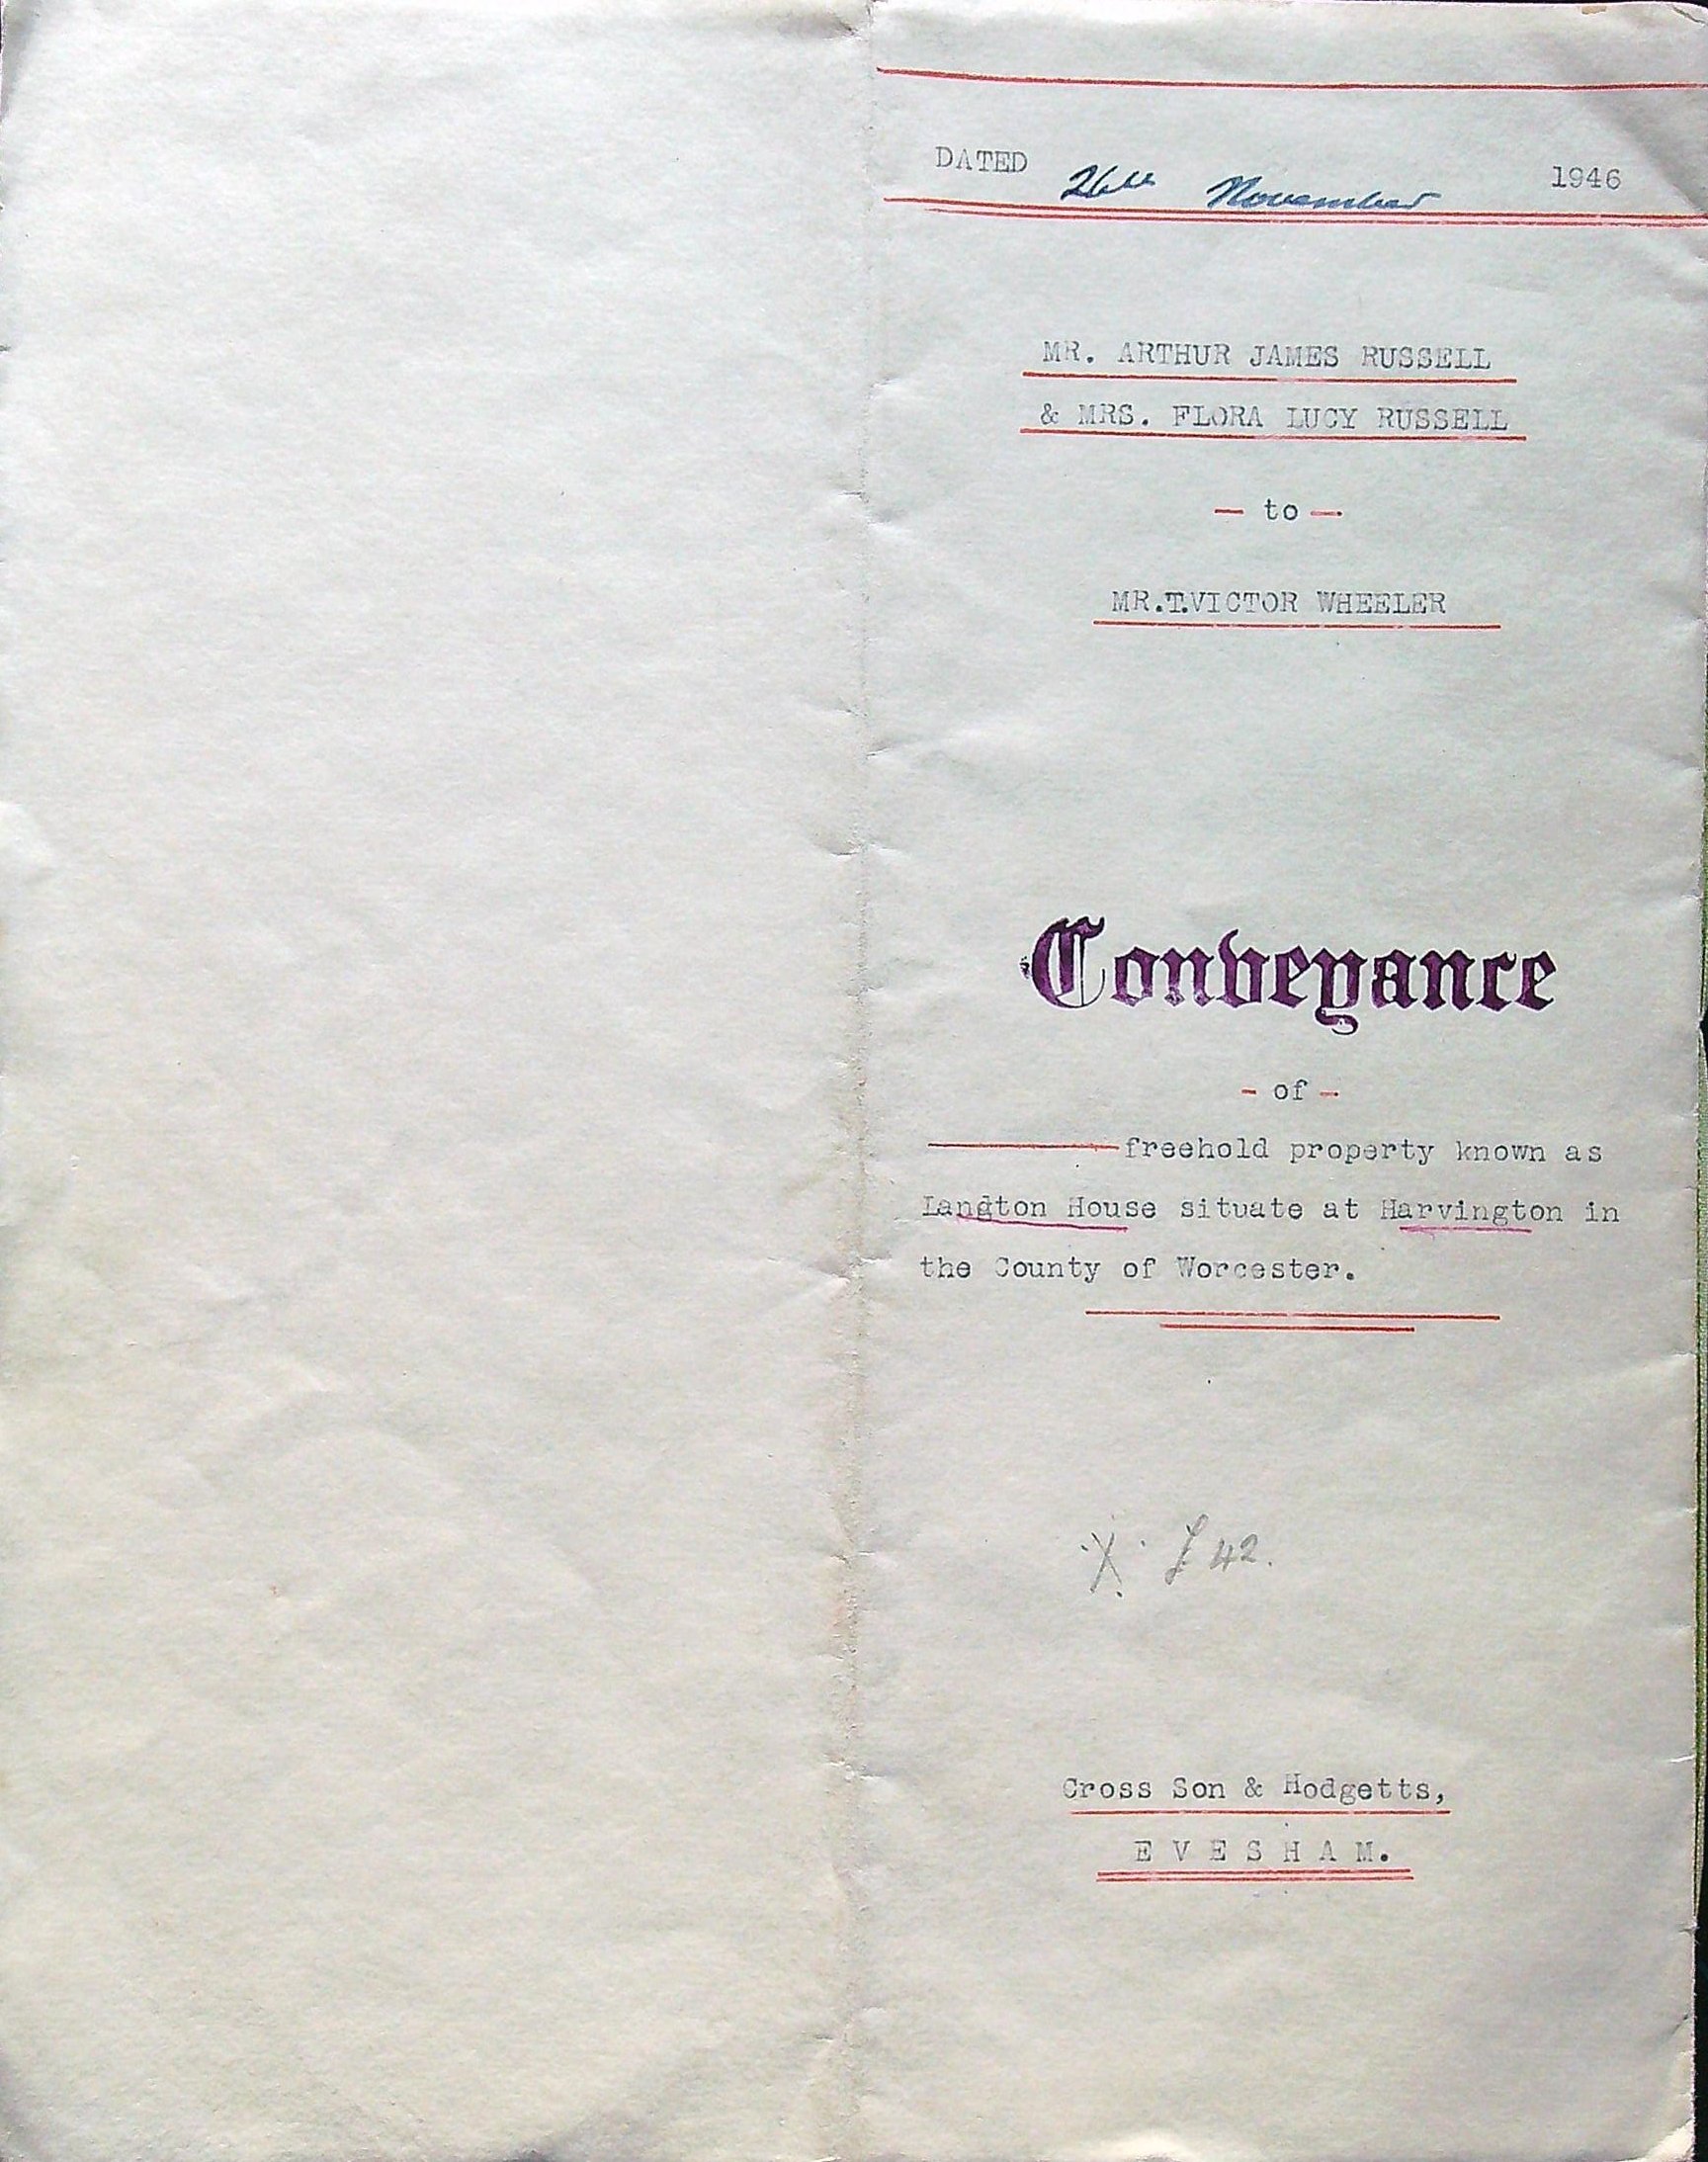 DATED 26th November 1946
MR. ARTHUR JAMES RUSSELL
& MRS. FLORA LUCY RUSSELL
- to -
MR.T.VICTOR WHEELER
Conveyance
- of -
freehold property known as
Langton House situate at Harvington in
the County of Worcester.
X. £42.
Cross Son & Hodgetts,
E V E S H A M.